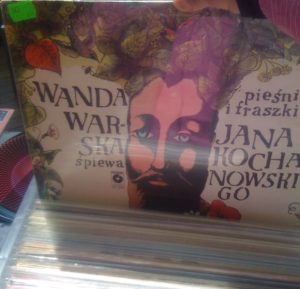 WANDA
WAR-
SKA
śpiewa
pieśni
i fraszki
JANA
KOCHA
NOWSKI-
GO